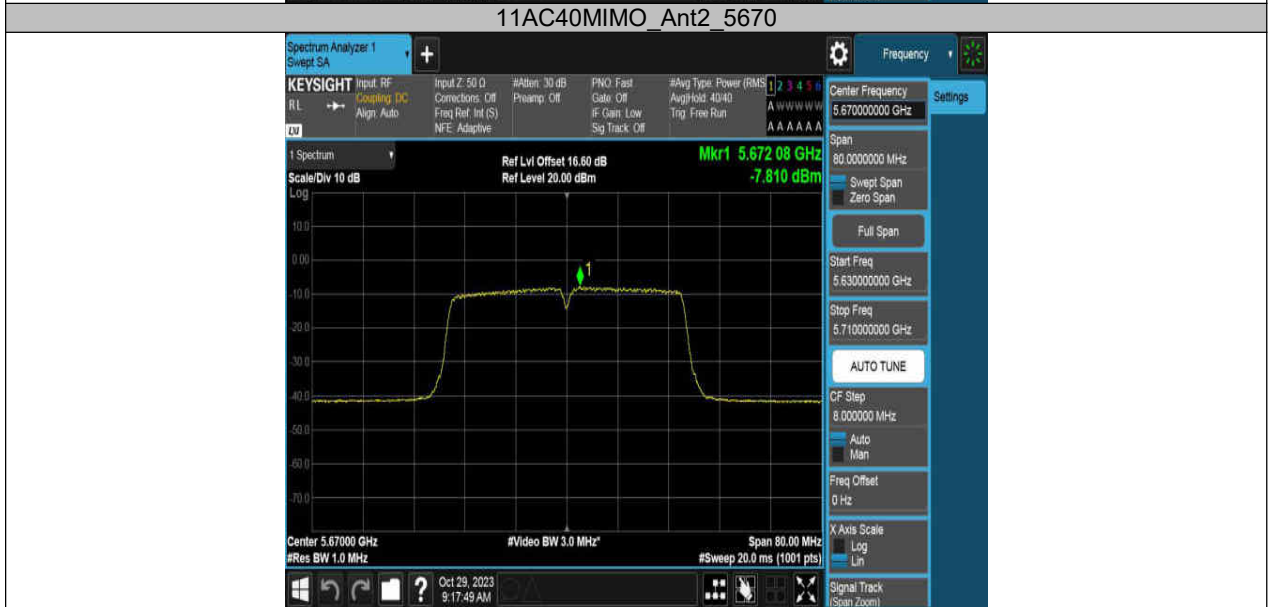 11AC40MIMO_Ant2_5670
Spectrum Analyzer 1
Swept SA
+
Frequency
KEYSIGHT
RL
LXI
Input: RF
Coupling: DC
Align: Auto
Input Z: 50 Ω
Corrections: Off
Freq Ref: Int (S)
NFE: Adaptive
#Atten: 30 dB
Preamp: Off
PNO: Fast
Gate: Off
IF Gain: Low
Sig Track: Off
#Avg Type: Power (RMS
Avg|Hold: 40/40
Trig: Free Run
1 2 3 4 5 6
A W W W W W
A A A A A A
Center Frequency
5.670000000 GHz
Settings
Span
80.0000000 MHz
Swept Span
Zero Span
Full Span
Start Freq
5.630000000 GHz
Stop Freq
5.710000000 GHz
AUTO TUNE
CF Step
8.000000 MHz
Auto
Man
Freq Offset
0 Hz
X Axis Scale
Log
Lin
Signal Track
(Span Zoom)
1 Spectrum
Scale/Div 10 dB
Log
Ref Lvl Offset 16.60 dB
Ref Level 20.00 dBm
Mkr1 5.672 08 GHz
-7.810 dBm
10.0
0.00
-10.0
-20.0
-30.0
-40.0
-50.0
-60.0
-70.0
1
Center 5.67000 GHz
#Res BW 1.0 MHz
#Video BW 3.0 MHz*
Span 80.00 MHz
#Sweep 20.0 ms (1001 pts)
?
Oct 29, 2023
9:17:49 AM